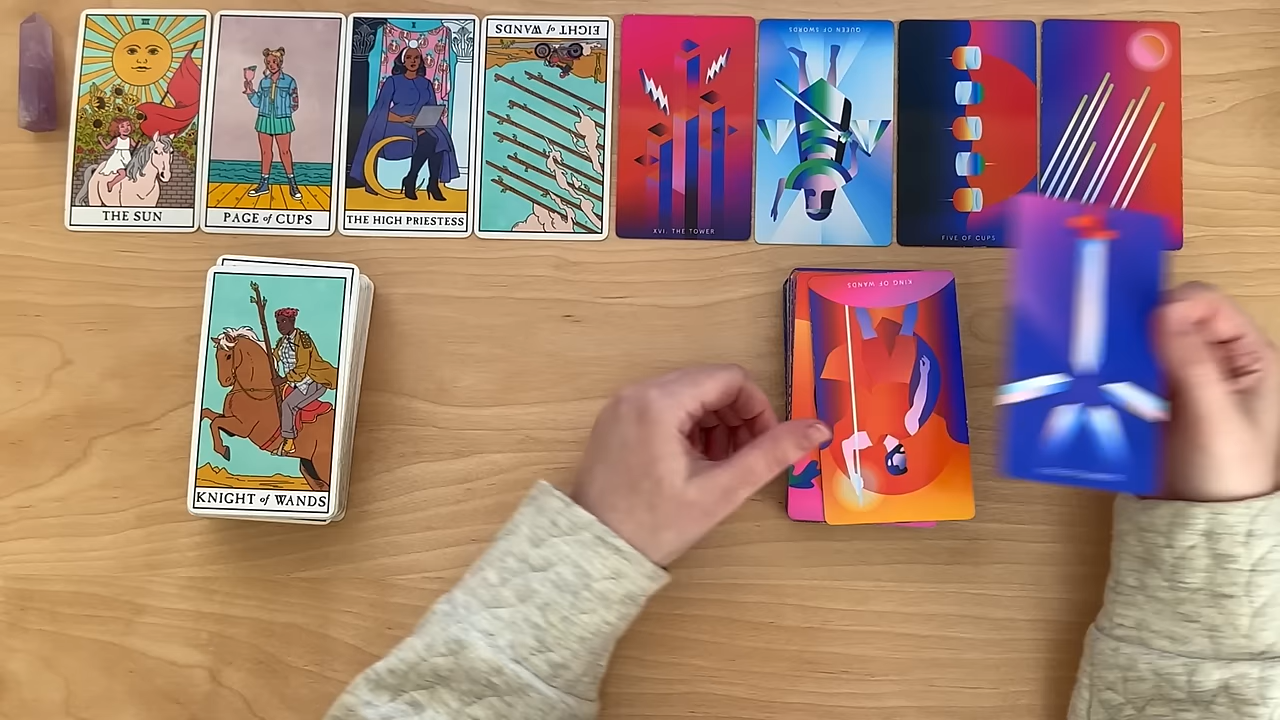 THE SUN
PAGE of CUPS
II
THE HIGH PRIESTESS
EIGHT of WANDS
XVI. THE TOWER
QUEEN OF SWORDS
FIVE OF CUPS
KNIGHT of WANDS
KING OF WANDS